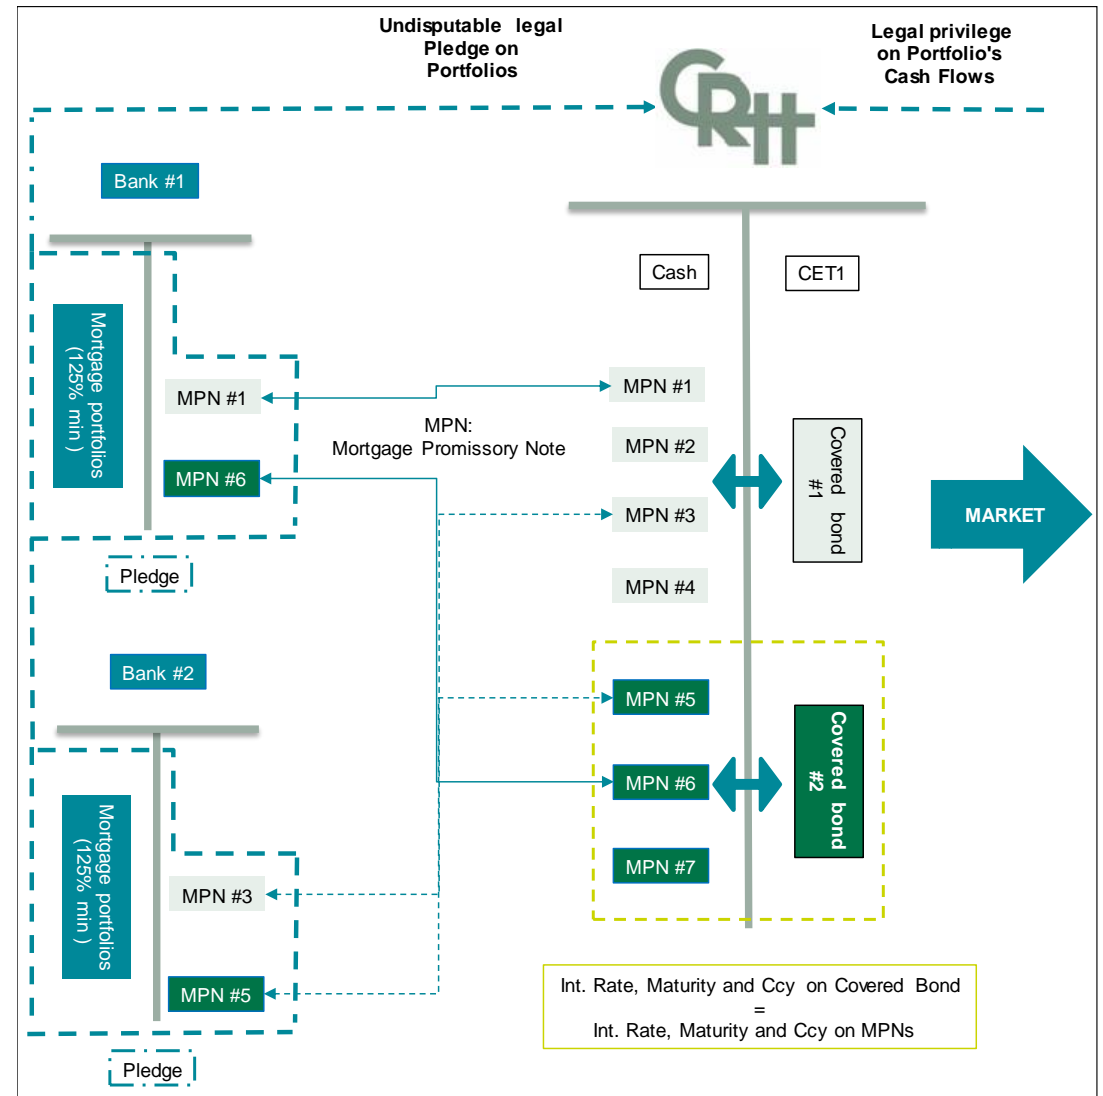 Undisputable legal
Pledge on
Portfolios
Legal privilege
on Portfolio's
Cash Flows
CRH
Bank #1
Cash
CET1
Mortgage portfolios
(125% min )
MPN #1
MPN #6
MPN:
Mortgage Promissory Note
MPN #1
MPN #2
MPN #3
MPN #4
Covered bond
#1
MARKET
Pledge
Bank #2
MPN #5
MPN #6
MPN #7
Covered bond
#2
Mortgage portfolios
(125% min )
MPN #3
MPN #5
Pledge
Int. Rate, Maturity and Ccy on Covered Bond
=
Int. Rate, Maturity and Ccy on MPNs